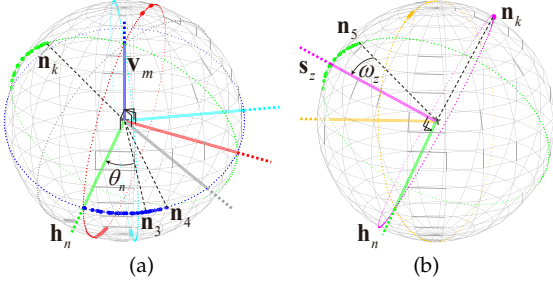 n_k
v_m
θ_n
n_3
n_4
h_n
(a)
n_5
n_k
s_z
ω_z
h_n
(b)